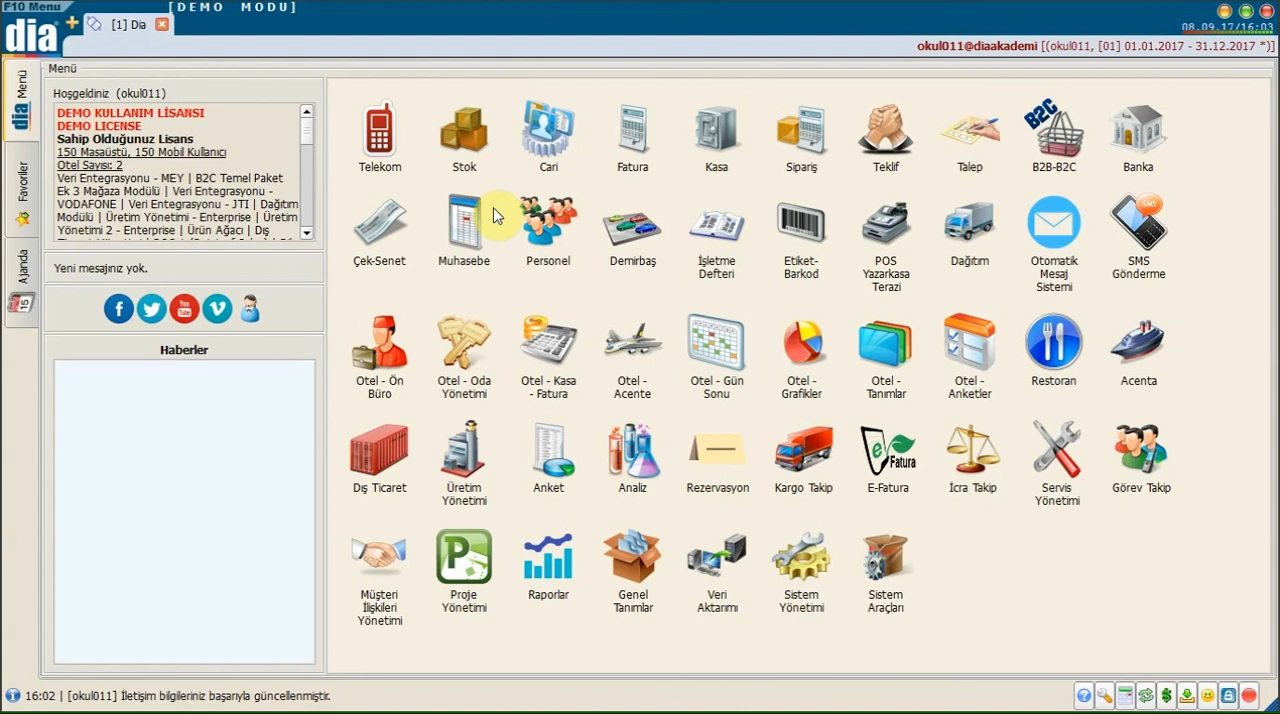 F10 Menu
[DEMO MODU]
dia
[1] Dia
08.09.17/16:03
okul011@diaakademi [(okul011, [01] 01.01.2017 - 31.12.2017 *)]
Menü
Favoriler
Ajanda
15
Menü
Hoşgeldiniz (okul011)
DEMO KULLANIM LİSANSI
DEMO LICENSE
Sahip Olduğunuz Lisans
150 Masaüstü, 150 Mobil Kullanıcı
Otel Sayısı: 2
Veri Entegrasyonu - MEY | B2C Temel Paket
Ek 3 Mağaza Modülü | Veri Entegrasyonu -
VODAFONE | Veri Entegrasyonu - JTI | Dağıtım
Modülü | Üretim Yönetimi - Enterprise | Üretim
Yönetimi 2 - Enterprise | Ürün Ağacı | Dış
Yeni mesajınız yok.
Haberler
Telekom
Stok
Cari
Fatura
Kasa
Sipariş
Teklif
Talep
B2C
B2B-B2C
Banka
Çek-Senet
Muhasebe
Personel
Demirbaş
İşletme
Defteri
Etiket-
Barkod
POS
Yazarkasa
Terazi
Dağıtım
Otomatik
Mesaj
Sistemi
SMS
SMS
Gönderme
Otel - Ön
Büro
Otel - Oda
Yönetimi
Otel - Kasa
- Fatura
Otel -
Acente
Otel - Gün
Sonu
Otel -
Grafikler
Otel -
Tanımlar
Otel -
Anketler
Restoran
Acenta
Dış Ticaret
Üretim
Yönetimi
Anket
Analiz
Rezervasyon
Kargo Takip
e Fatura
E-Fatura
İcra Takip
Servis
Yönetimi
Görev Takip
Müşteri
İlişkileri
Yönetimi
Proje
Yönetimi
Raporlar
Genel
Tanımlar
Veri
Aktarımı
Sistem
Yönetimi
Sistem
Araçları
16:02 | [okul011] İletişim bilgileriniz başarıyla güncellenmiştir.